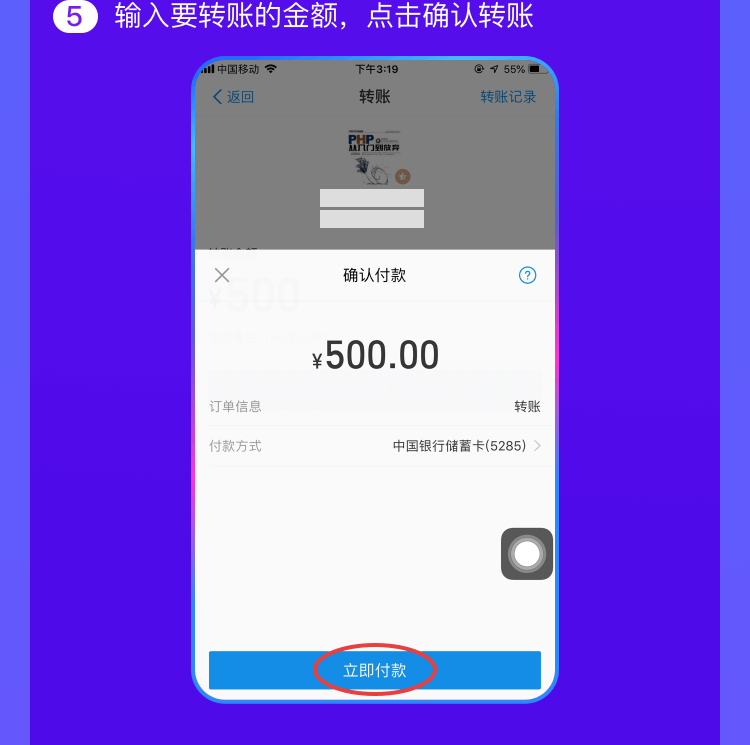 5 输入要转账的金额，点击确认转账
中国移动 下午3:19 55%
返回 转账 转账记录
PHP
从入门到放弃
确认付款 ?
¥500.00
订单信息 转账
付款方式 中国银行储蓄卡(5285)
立即付款